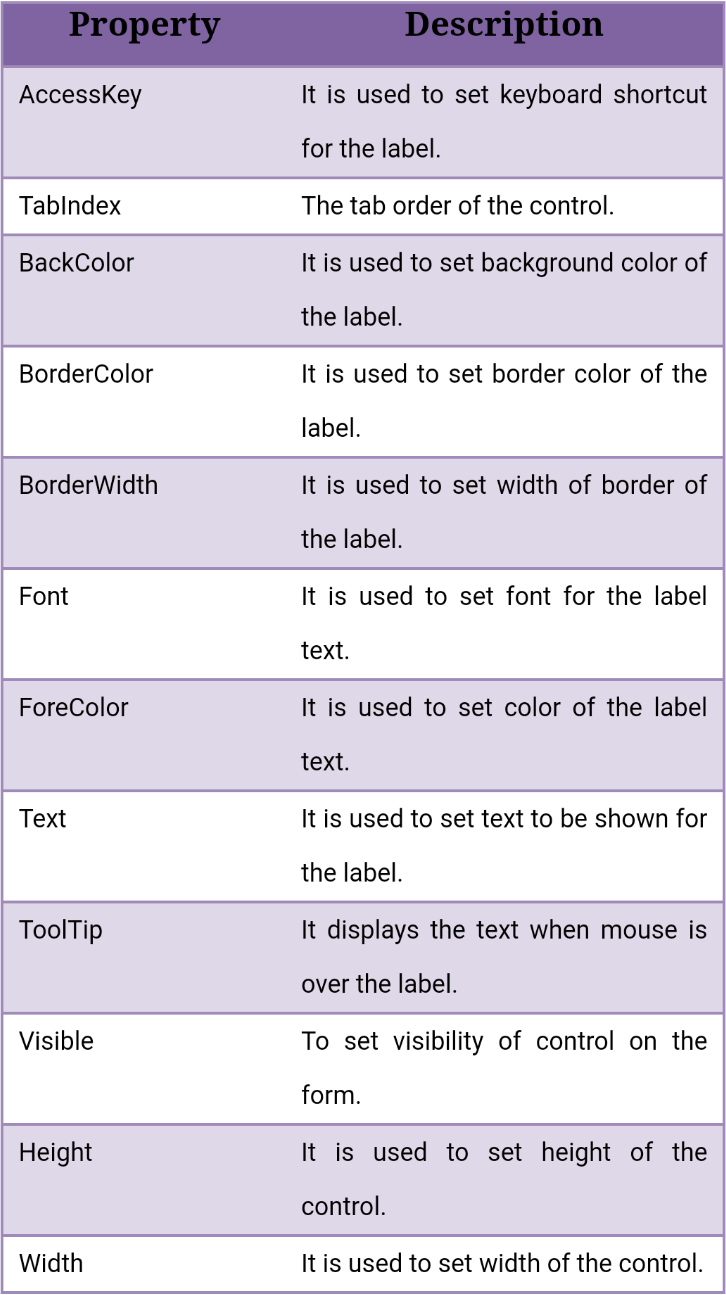 Property Description
AccessKey It is used to set keyboard shortcut
for the label.
TabIndex The tab order of the control.
BackColor It is used to set background color of
the label.
BorderColor It is used to set border color of the
label.
BorderWidth It is used to set width of border of
the label.
Font It is used to set font for the label
text.
ForeColor It is used to set color of the label
text.
Text It is used to set text to be shown for
the label.
ToolTip It displays the text when mouse is
over the label.
Visible To set visibility of control on the
form.
Height It is used to set height of the
control.
Width It is used to set width of the control.